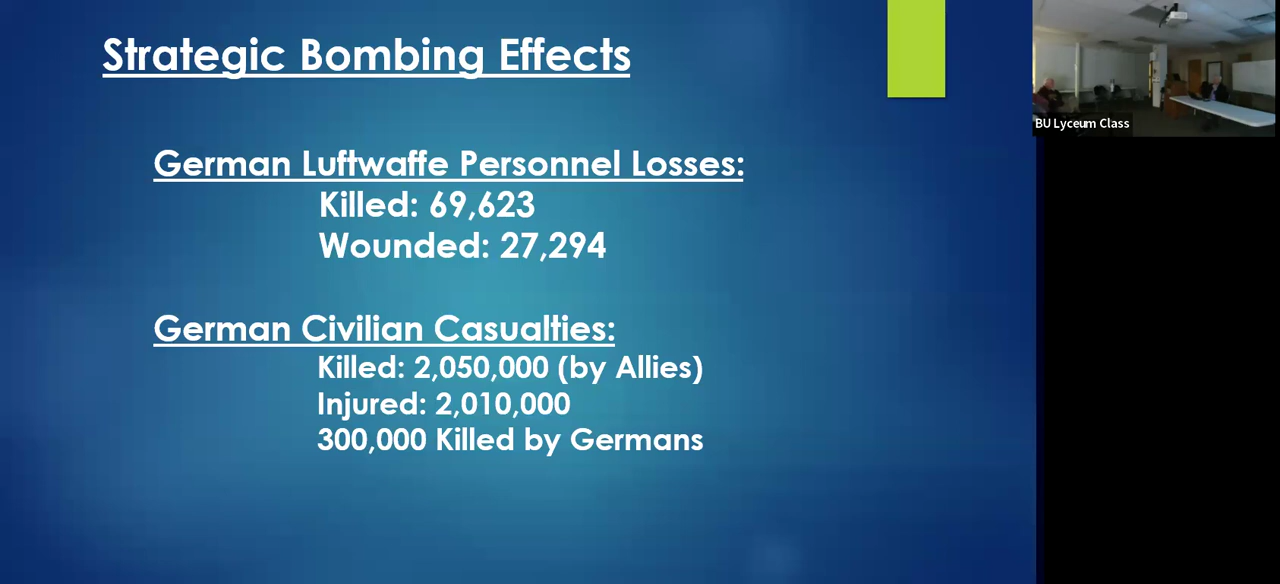 Strategic Bombing Effects
BU Lyceum Class
German Luftwaffe Personnel Losses:
Killed: 69,623
Wounded: 27,294
German Civilian Casualties:
Killed: 2,050,000 (by Allies)
Injured: 2,010,000
300,000 Killed by Germans